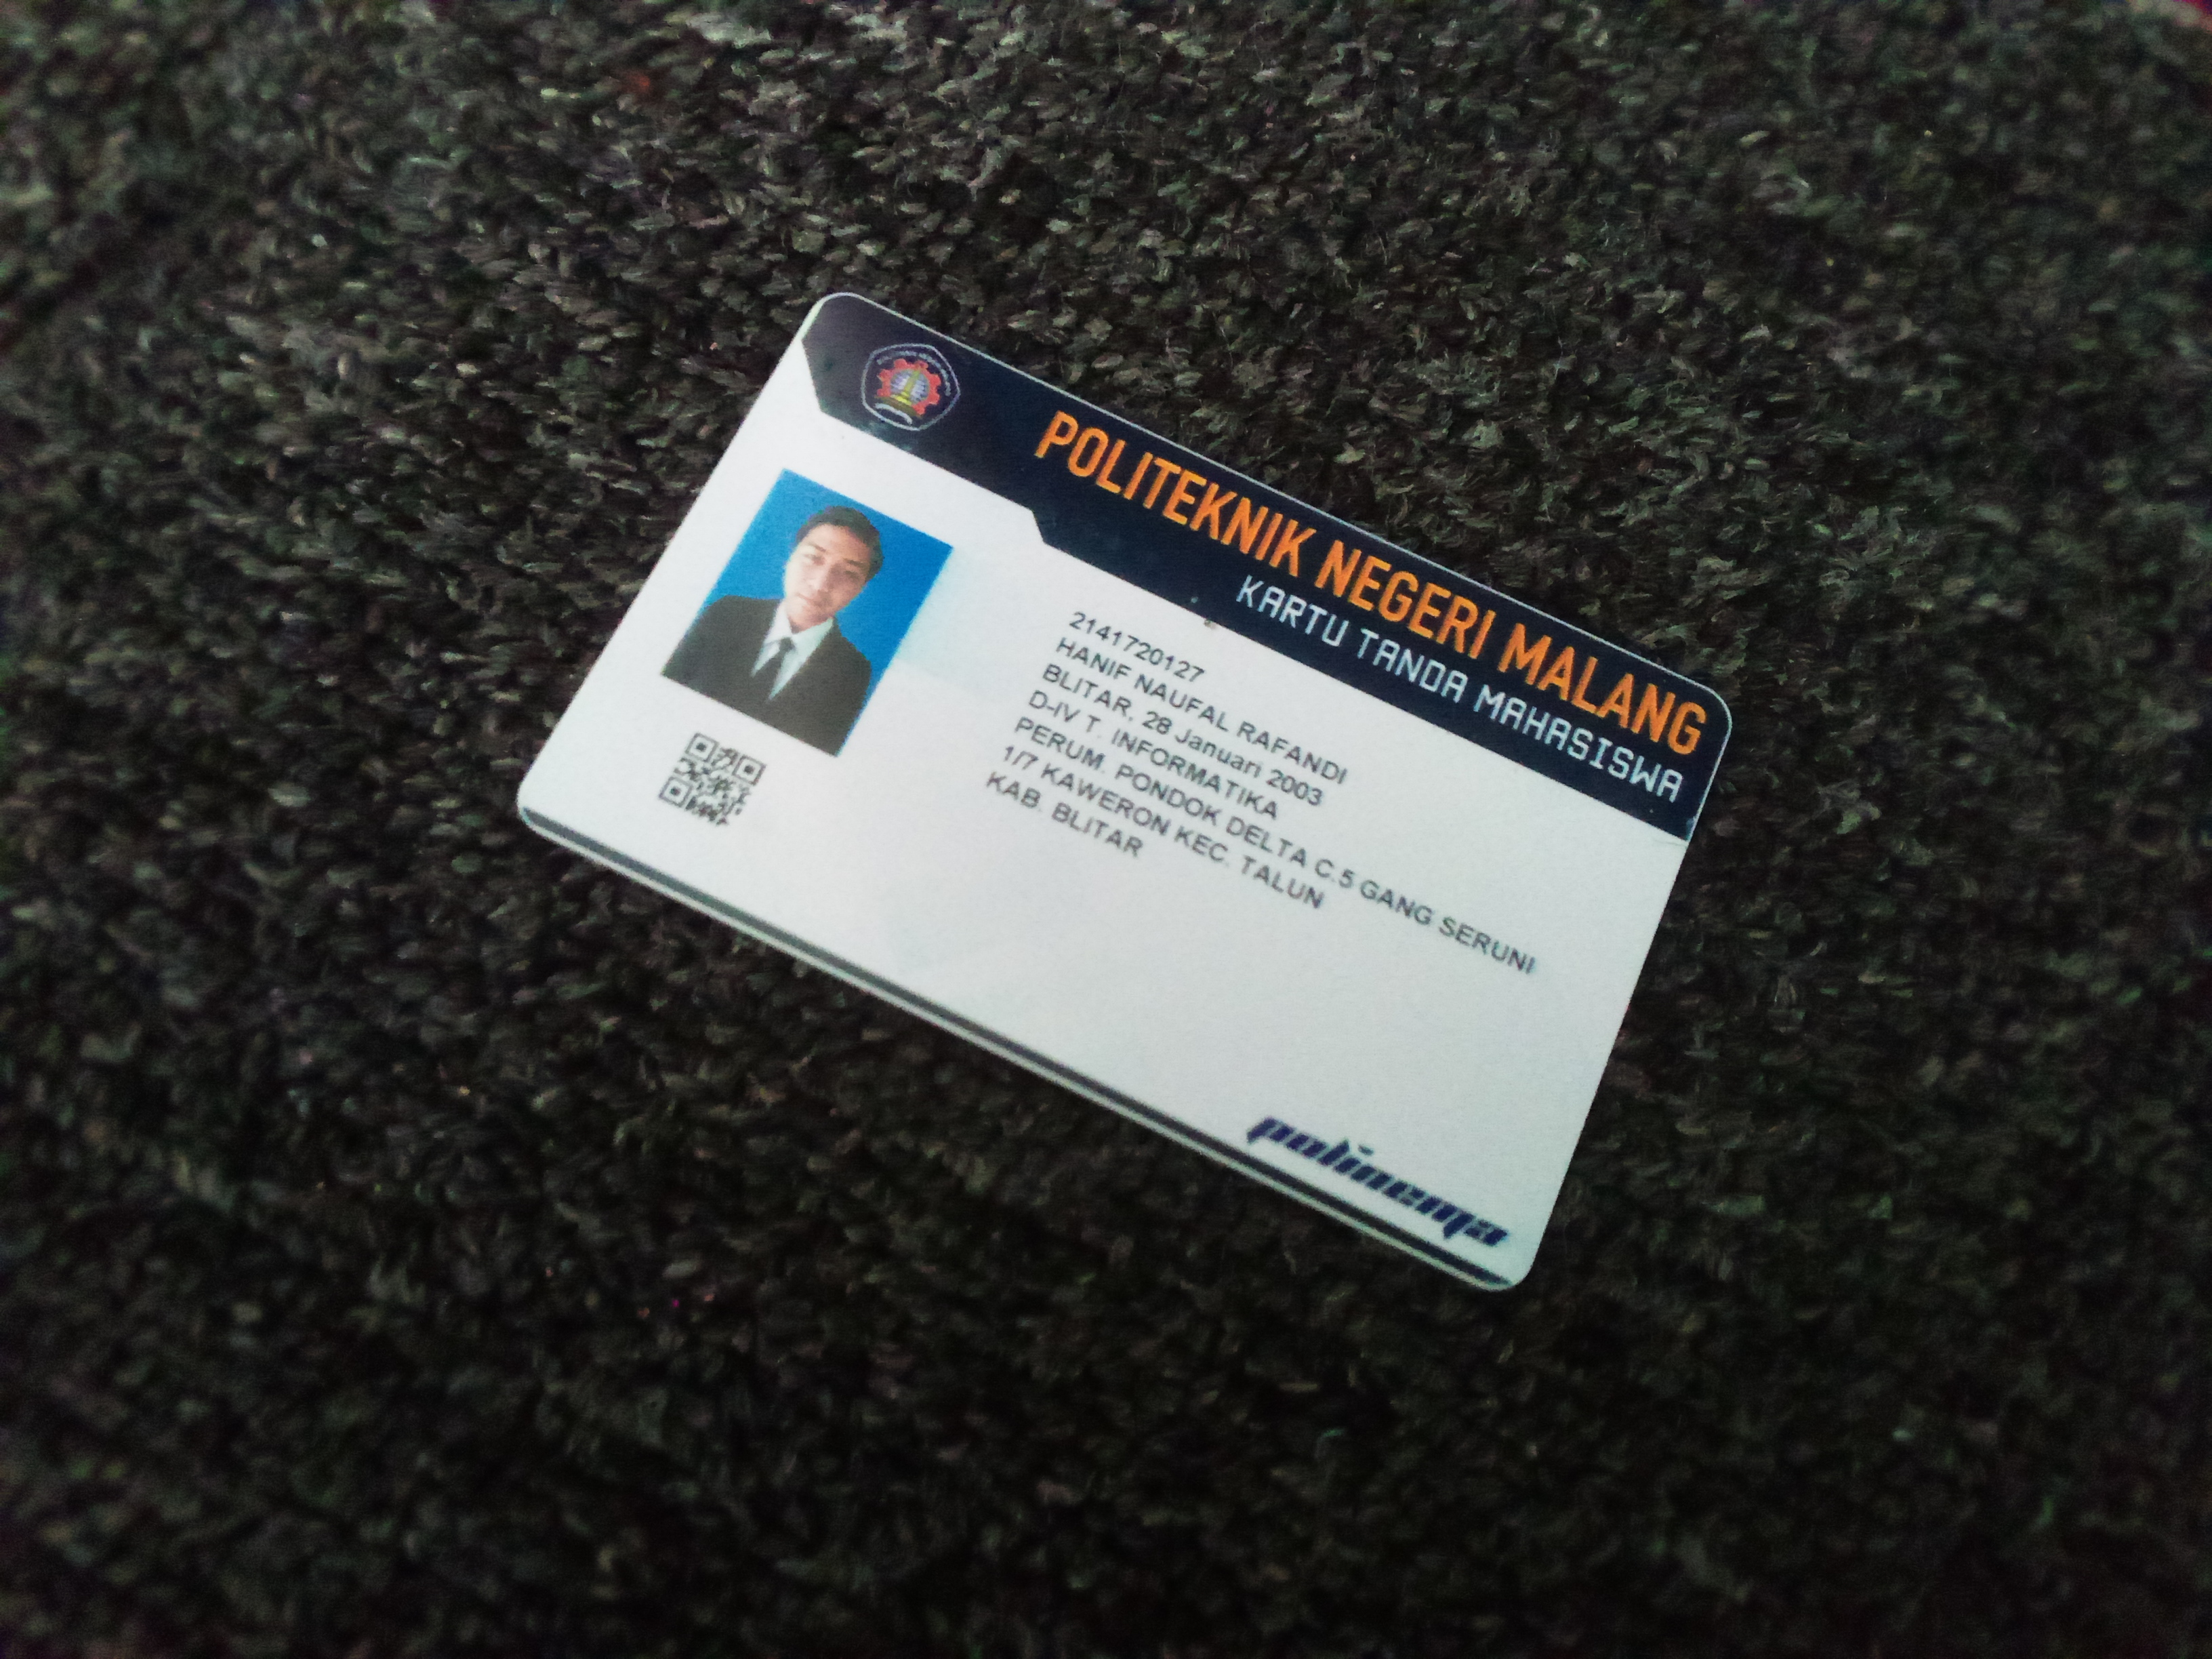 POLITEKNIK NEGERI MALANG
KARTU TANDA MAHASISWA
2141720127
HANIF NAUFAL RAFANDI
BLITAR, 28 Januari 2003
D-IV T. INFORMATIKA
PERUM. PONDOK DELTA C.5 GANG SERUNI
1/7 KAWERON KEC. TALUN
KAB. BLITAR
polinema